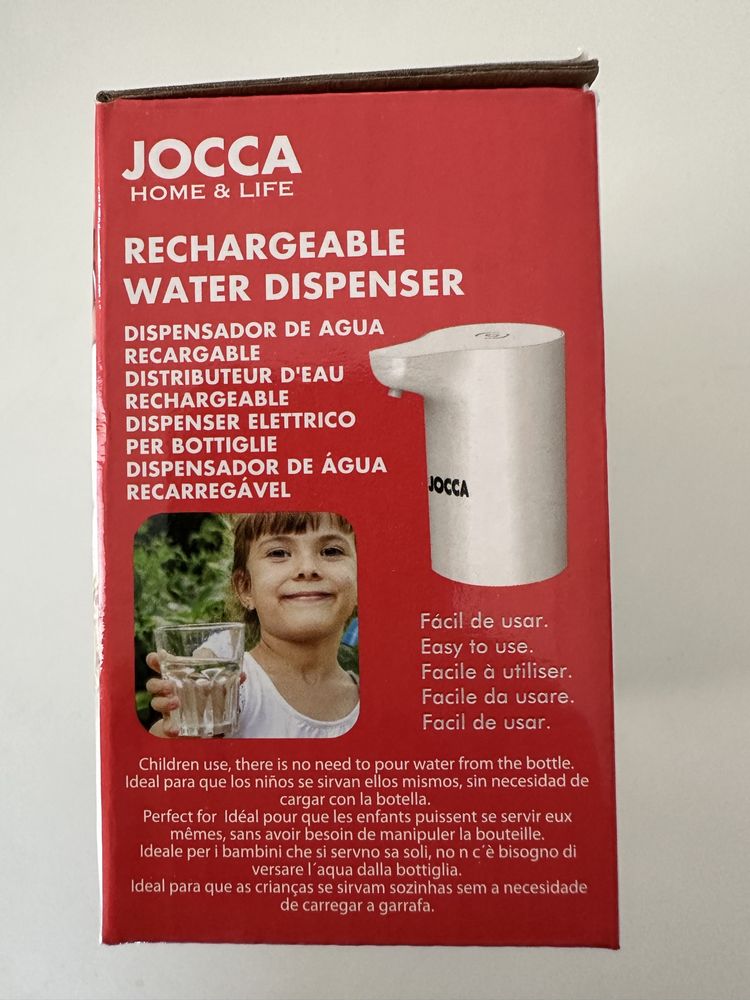 JOCCA
HOME & LIFE
RECHARGEABLE
WATER DISPENSER
DISPENSADOR DE AGUA
RECARGABLE
DISTRIBUTEUR D'EAU
RECHARGEABLE
DISPENSER ELETTRICO
PER BOTTIGLIE
DISPENSADOR DE ÁGUA
RECARREGÁVEL
JOCCA
Fácil de usar.
Easy to use.
Facile à utiliser.
Facile da usare.
Facil de usar.
Children use, there is no need to pour water from the bottle.
Ideal para que los niños se sirvan ellos mismos, sin necesidad de
cargar con la botella.
Perfect for Idéal pour que les enfants puissent se servir eux
mêmes, sans avoir besoin de manipuler la bouteille.
Ideale per i bambini che si servno sa soli, no n c´è bisogno di
versare l´aqua dalla bottiglia.
Ideal para que as crianças se sirvam sozinhas sem a necesidade
de carregar a garrafa.